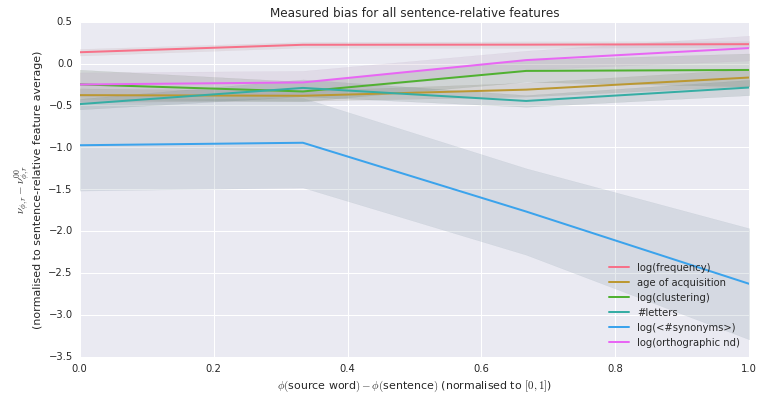 Measured bias for all sentence-relative features
0.5
0.0
−0.5
−1.0
−1.5
−2.0
−2.5
−3.0
−3.5
ν_{ϕ,r} − ν_{ϕ,r}^{00}
(normalised to sentence-relative feature average)
log(frequency)
age of acquisition
log(clustering)
#letters
log(<#synonyms>)
log(orthographic nd)
0.0 0.2 0.4 0.6 0.8 1.0
ϕ(source word) − ϕ(sentence) (normalised to [0, 1])